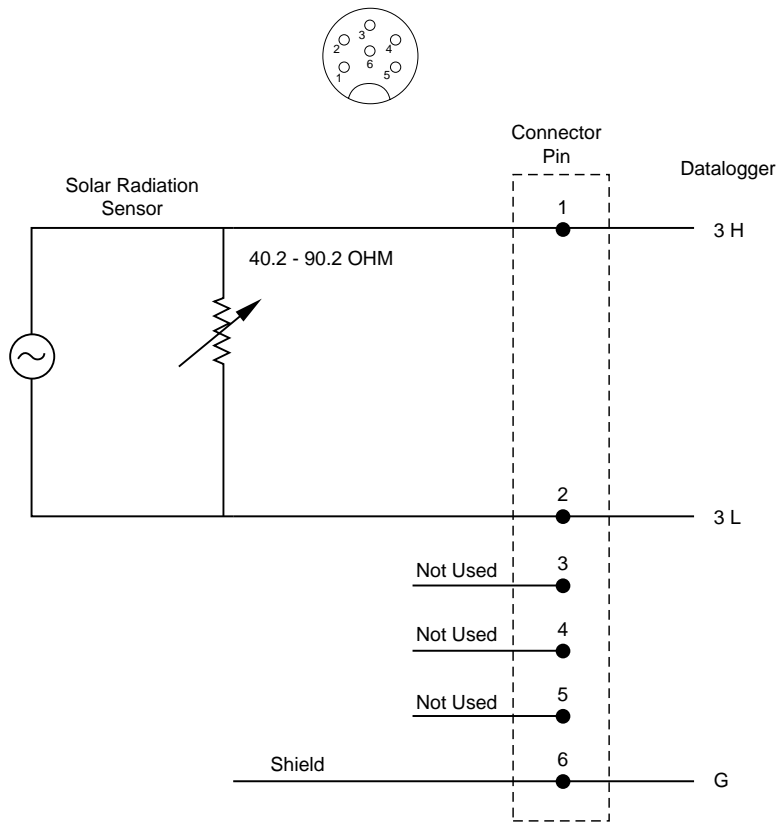 3
2
4
6
1
5
Connector
Pin
Datalogger
Solar Radiation
Sensor
1
3 H
40.2 - 90.2 OHM
2
3 L
3
Not Used
4
Not Used
5
Not Used
6
Shield
G